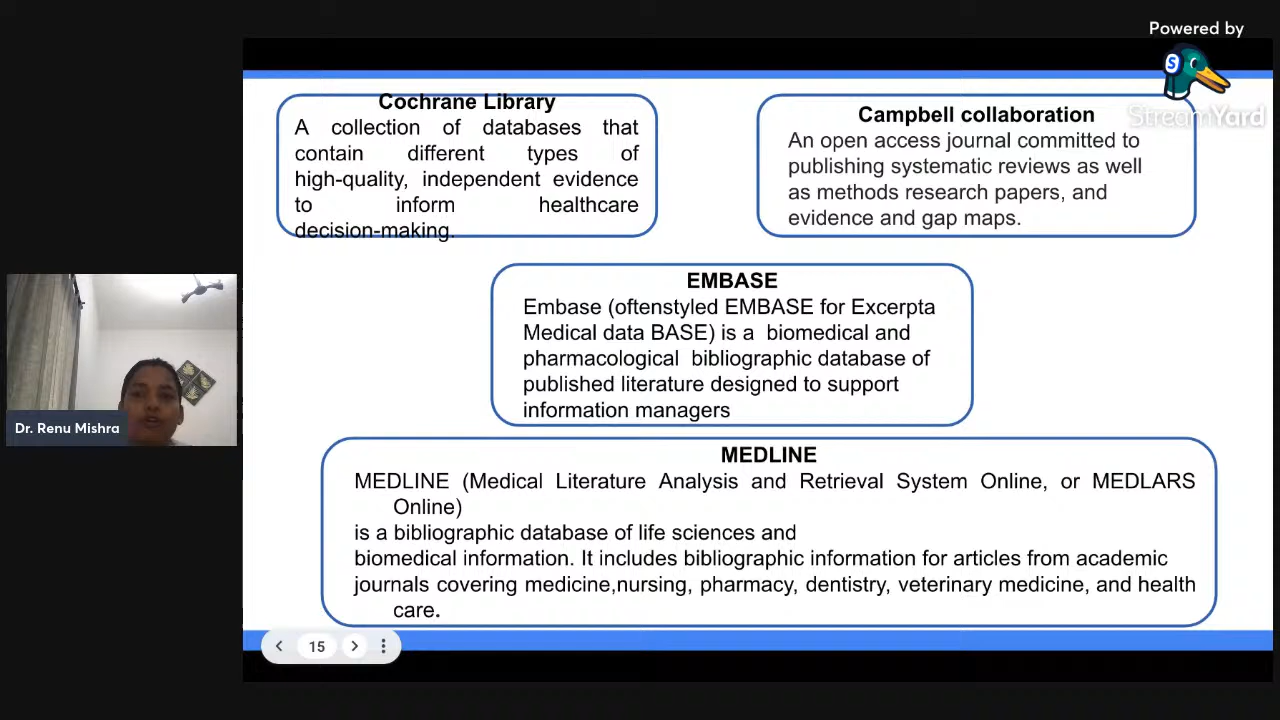 Powered by
S
StreamYard
Cochrane Library
A collection of databases that
contain different types of
high-quality, independent evidence
to inform healthcare
decision-making.
Campbell collaboration
An open access journal committed to
publishing systematic reviews as well
as methods research papers, and
evidence and gap maps.
EMBASE
Embase (oftenstyled EMBASE for Excerpta
Medical data BASE) is a biomedical and
pharmacological bibliographic database of
published literature designed to support
information managers
Dr. Renu Mishra
MEDLINE
MEDLINE (Medical Literature Analysis and Retrieval System Online, or MEDLARS
Online)
is a bibliographic database of life sciences and
biomedical information. It includes bibliographic information for articles from academic
journals covering medicine,nursing, pharmacy, dentistry, veterinary medicine, and health
care.
15